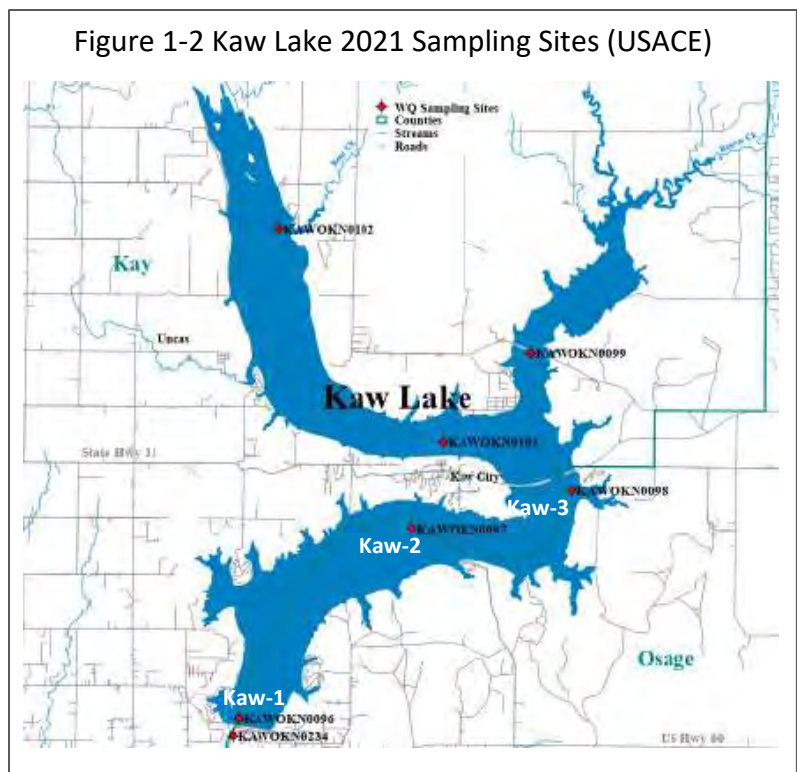 Figure 1-2 Kaw Lake 2021 Sampling Sites (USACE)
WQ Sampling Sites
Counties
Streams
Roads
KAWOKN0102
Kay
Uncas
KAWOKN0099
Kaw Lake
State Hwy 11
Kaw City
KAWOKN0098
Kaw-3
Kaw-2
KAWOKN0097
Osage
Kaw-1
KAWOKN0096
KAWOKN0234
US Hwy 60